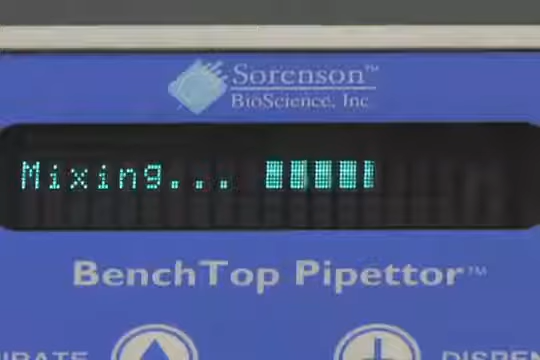 Sorenson™
BioScience, Inc
Mixing...
BenchTop Pipettor™